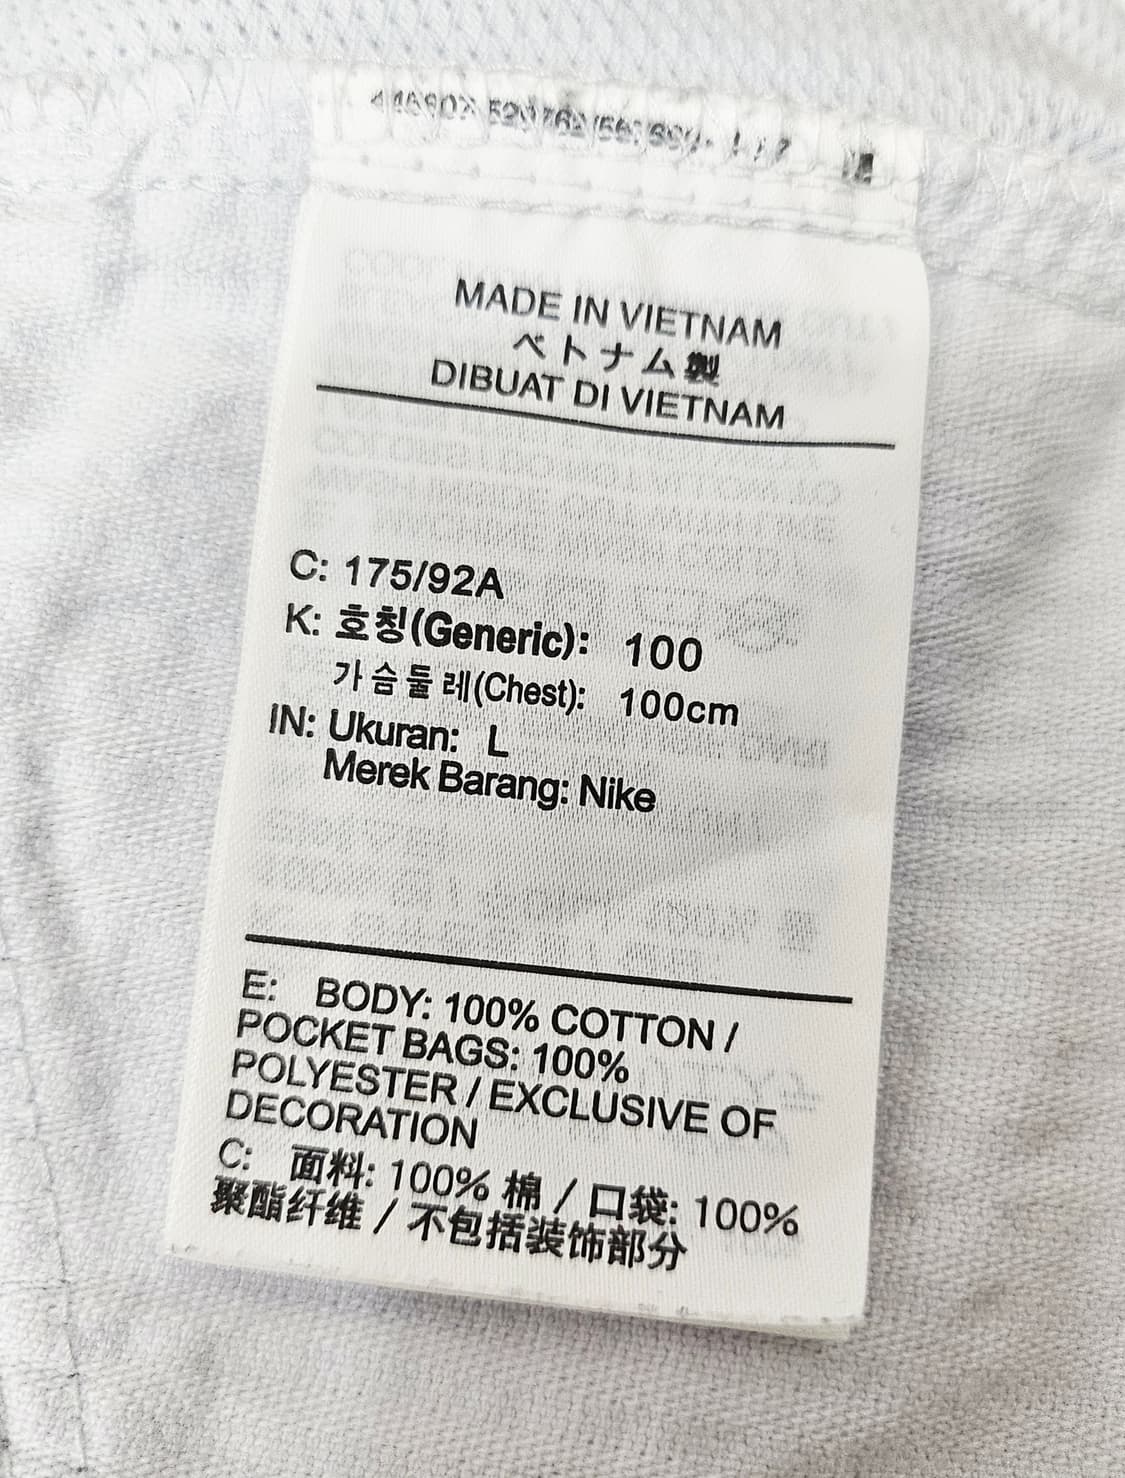 MADE IN VIETNAM
ベトナム製
DIBUAT DI VIETNAM
C: 175/92A
K: 호칭(Generic): 100
가슴둘레(Chest): 100cm
IN: Ukuran: L
Merek Barang: Nike
E: BODY: 100% COTTON /
POCKET BAGS: 100%
POLYESTER / EXCLUSIVE OF
DECORATION
C: 面料: 100% 棉 / 口袋: 100%
聚酯纤维 / 不包括装饰部分